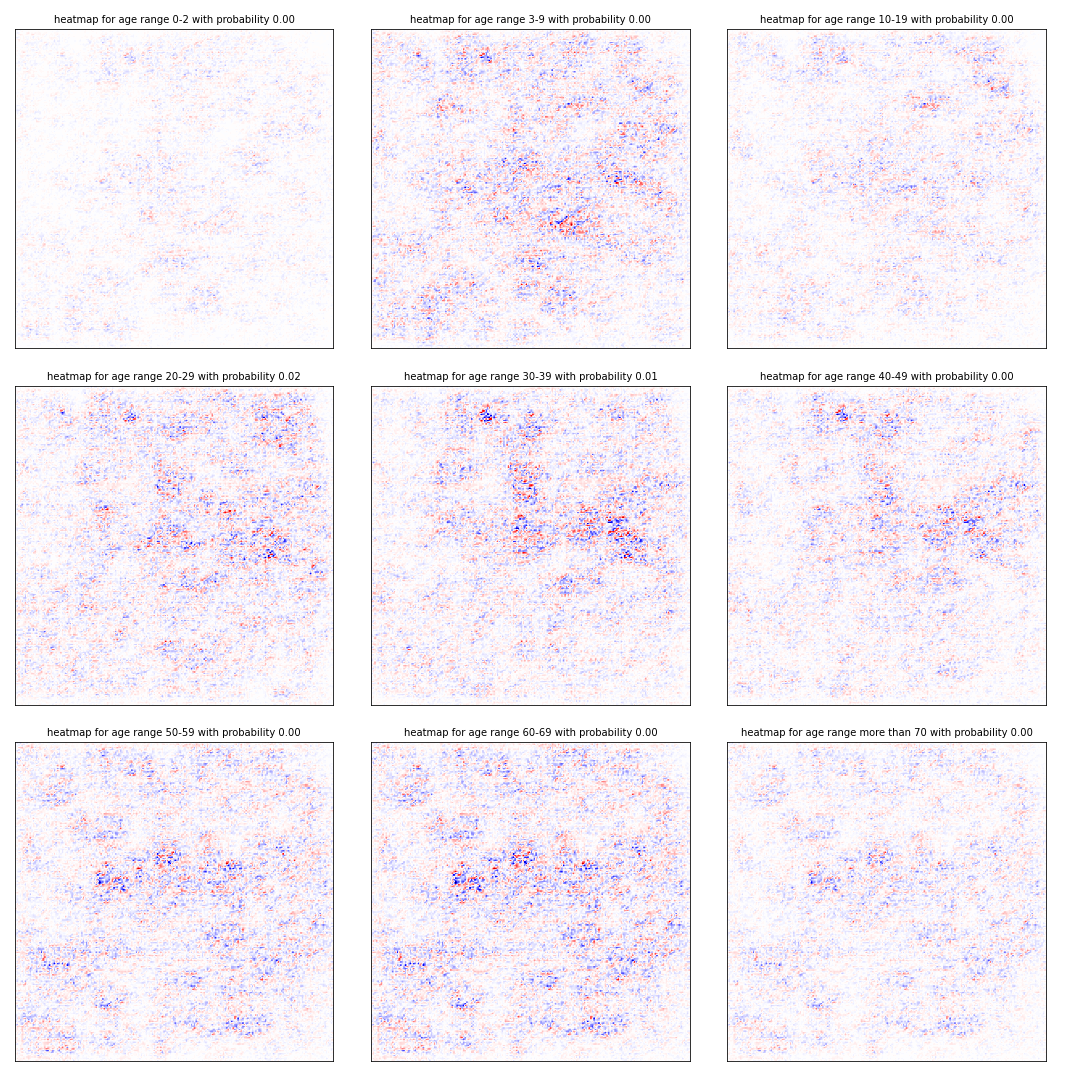 heatmap for age range 0-2 with probability 0.00
heatmap for age range 3-9 with probability 0.00
heatmap for age range 10-19 with probability 0.00
heatmap for age range 20-29 with probability 0.02
heatmap for age range 30-39 with probability 0.01
heatmap for age range 40-49 with probability 0.00
heatmap for age range 50-59 with probability 0.00
heatmap for age range 60-69 with probability 0.00
heatmap for age range more than 70 with probability 0.00